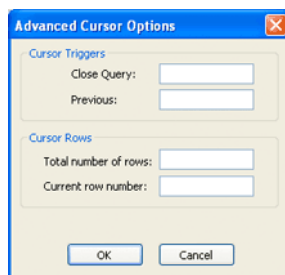 Advanced Cursor Options
Cursor Triggers
Close Query:
Previous:
Cursor Rows
Total number of rows:
Current row number:
OK
Cancel